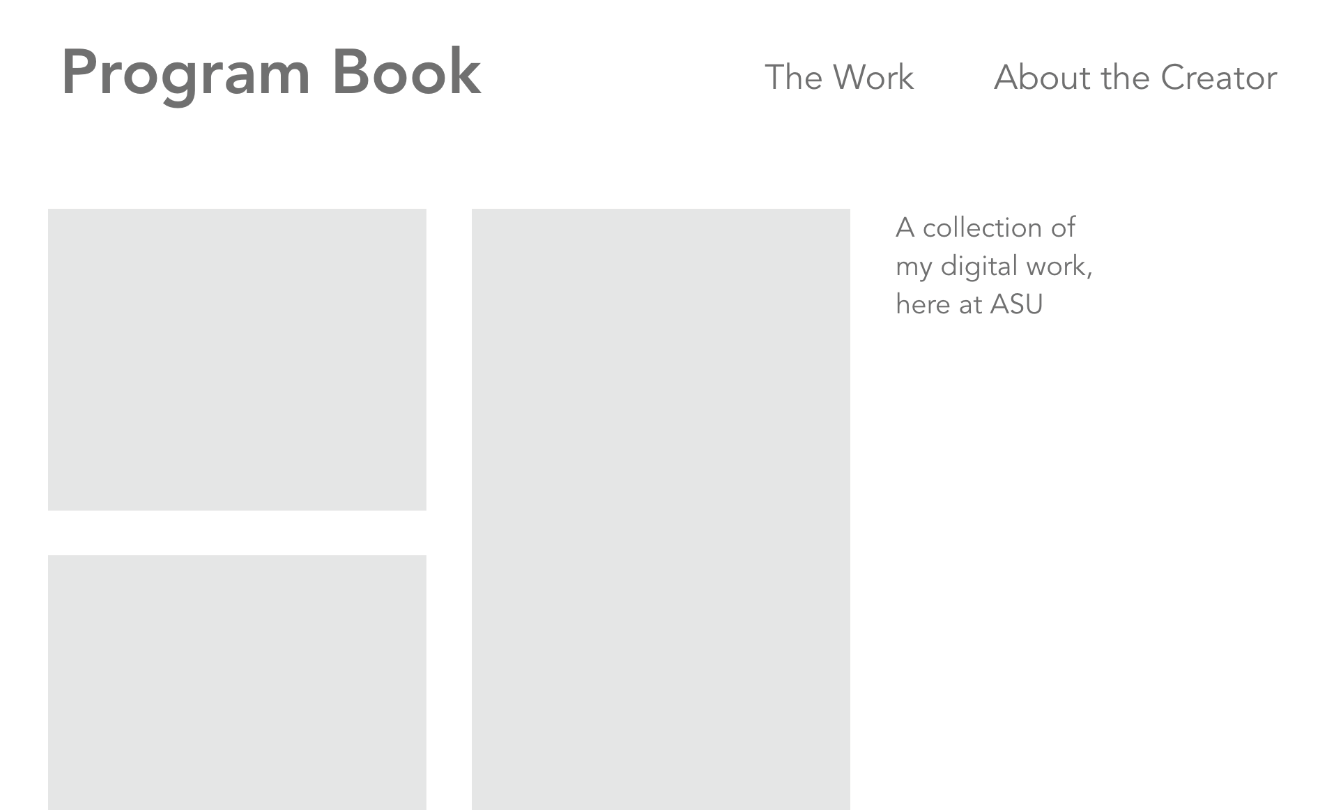 Program Book
The Work
About the Creator
A collection of
my digital work,
here at ASU